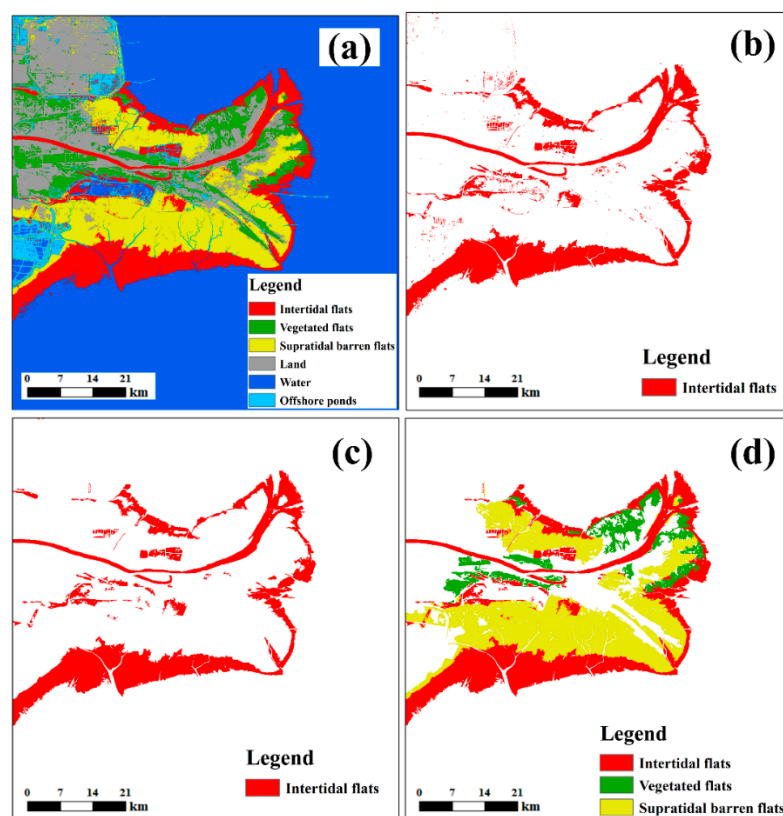 (a)
Legend
Intertidal flats
Vegetated flats
Supratidal barren flats
Land
Water
Offshore ponds
0 7 14 21
km
(b)
Legend
Intertidal flats
0 7 14 21
km
(c)
Legend
Intertidal flats
0 7 14 21
km
(d)
Legend
Intertidal flats
Vegetated flats
Supratidal barren flats
0 7 14 21
km